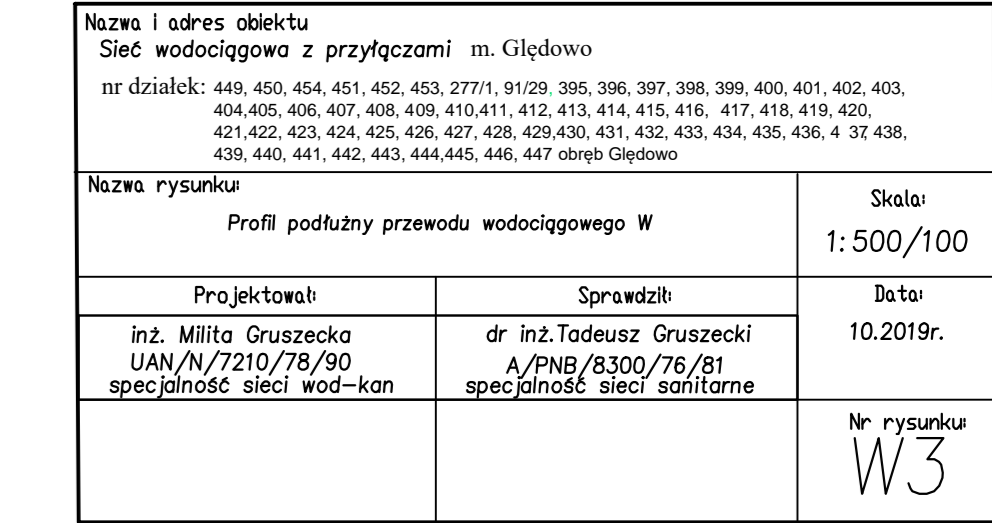 Nazwa i adres obiektu
Sieć wodociągowa z przyłączami m.Ględowo
nr działek: 449, 450, 454, 451, 452, 453, 277/1, 91/29, 395, 396, 397, 398, 399, 400, 401, 402, 403,
404,405, 406, 407, 408, 409, 410,411, 412, 413, 414, 415, 416, 417, 418, 419, 420,
421,422, 423, 424, 425, 426, 427, 428, 429,430, 431, 432, 433, 434, 435, 436, 4 37, 438,
439, 440, 441, 442, 443, 444,445, 446, 447 obręb Ględowo
Nazwa rysunku:
Profil podłużny przewodu wodociągowego W
Skala:
1:500/100
Projektował:
inż. Milita Gruszecka
UAN/N/7210/78/90
specjalność sieci wod-kan
Sprawdził:
dr inż.Tadeusz Gruszecki
A/PNB/8300/76/81
specjalność sieci sanitarne
Data:
10.2019r.
Nr rysunku:
W3